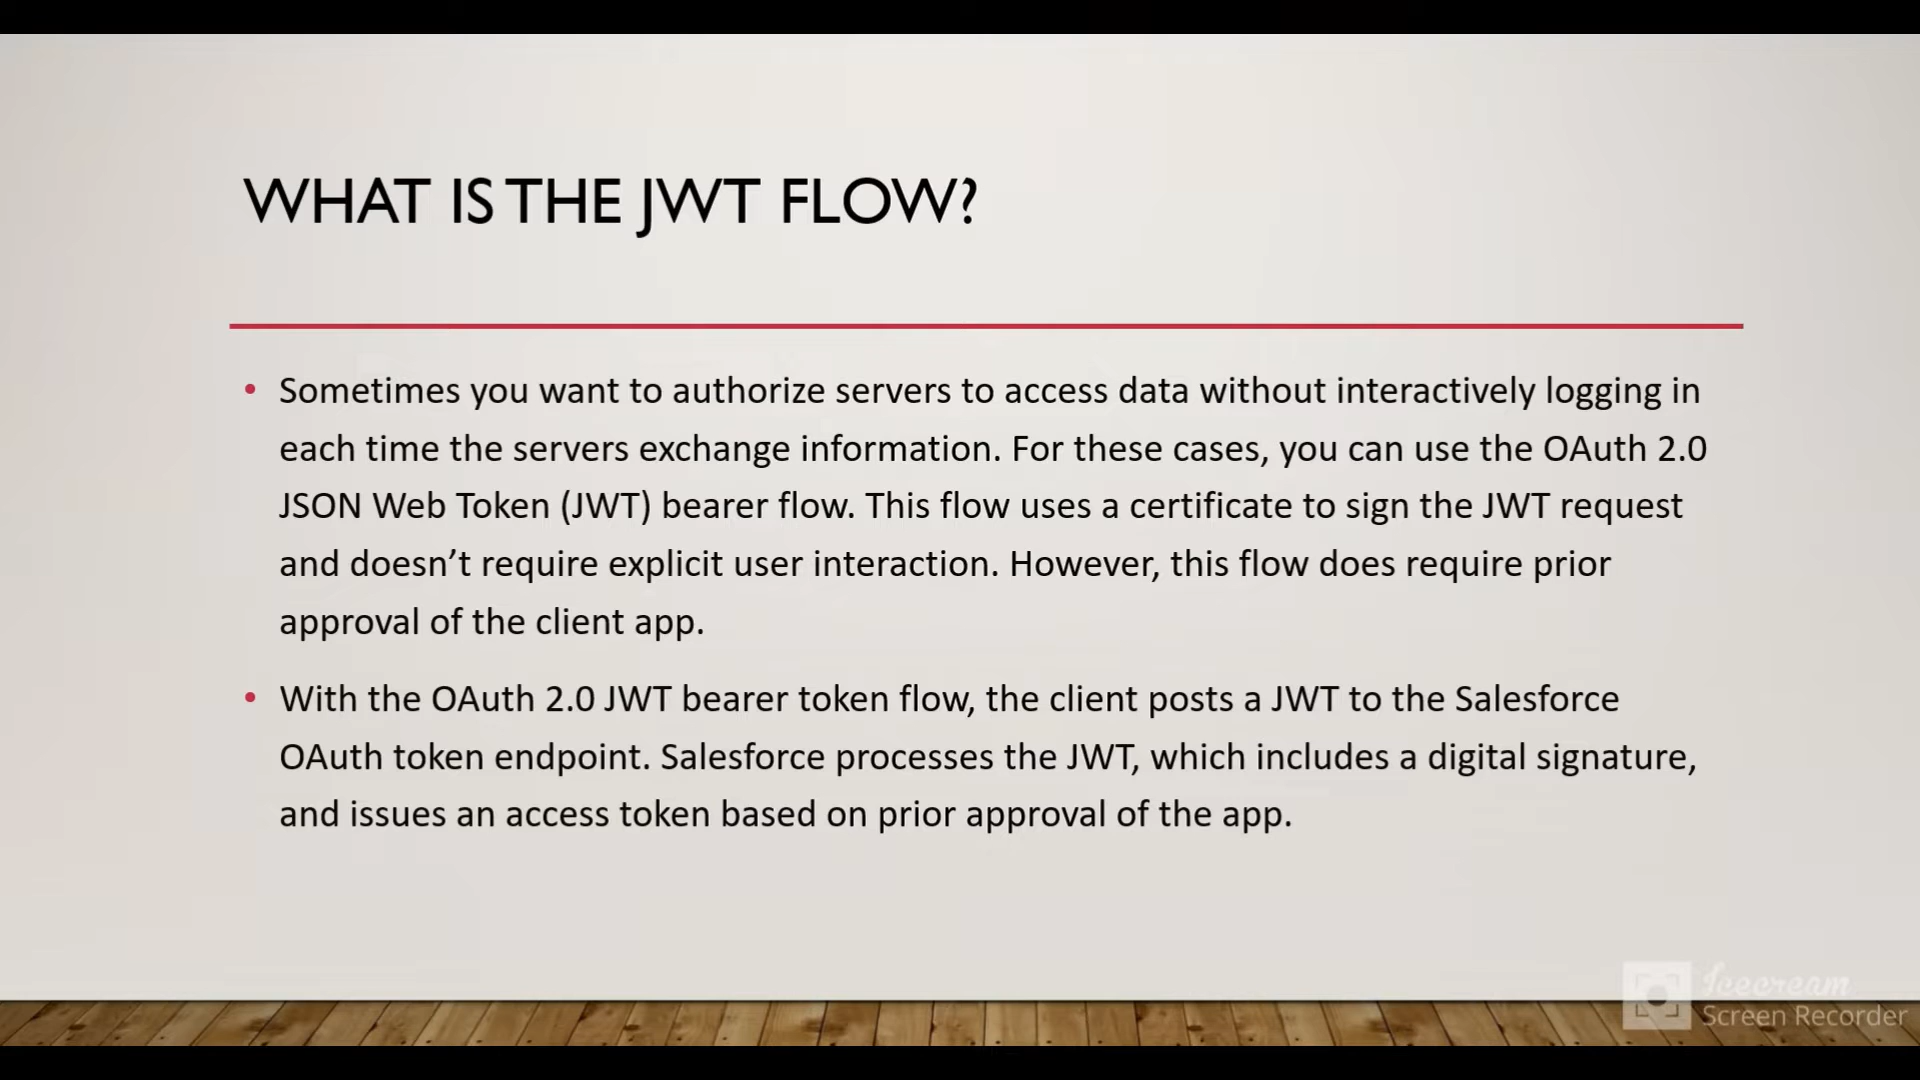 WHAT IS THE JWT FLOW?
• Sometimes you want to authorize servers to access data without interactively logging in
each time the servers exchange information. For these cases, you can use the OAuth 2.0
JSON Web Token (JWT) bearer flow. This flow uses a certificate to sign the JWT request
and doesn’t require explicit user interaction. However, this flow does require prior
approval of the client app.
• With the OAuth 2.0 JWT bearer token flow, the client posts a JWT to the Salesforce
OAuth token endpoint. Salesforce processes the JWT, which includes a digital signature,
and issues an access token based on prior approval of the app.
Icecream
Screen Recorder